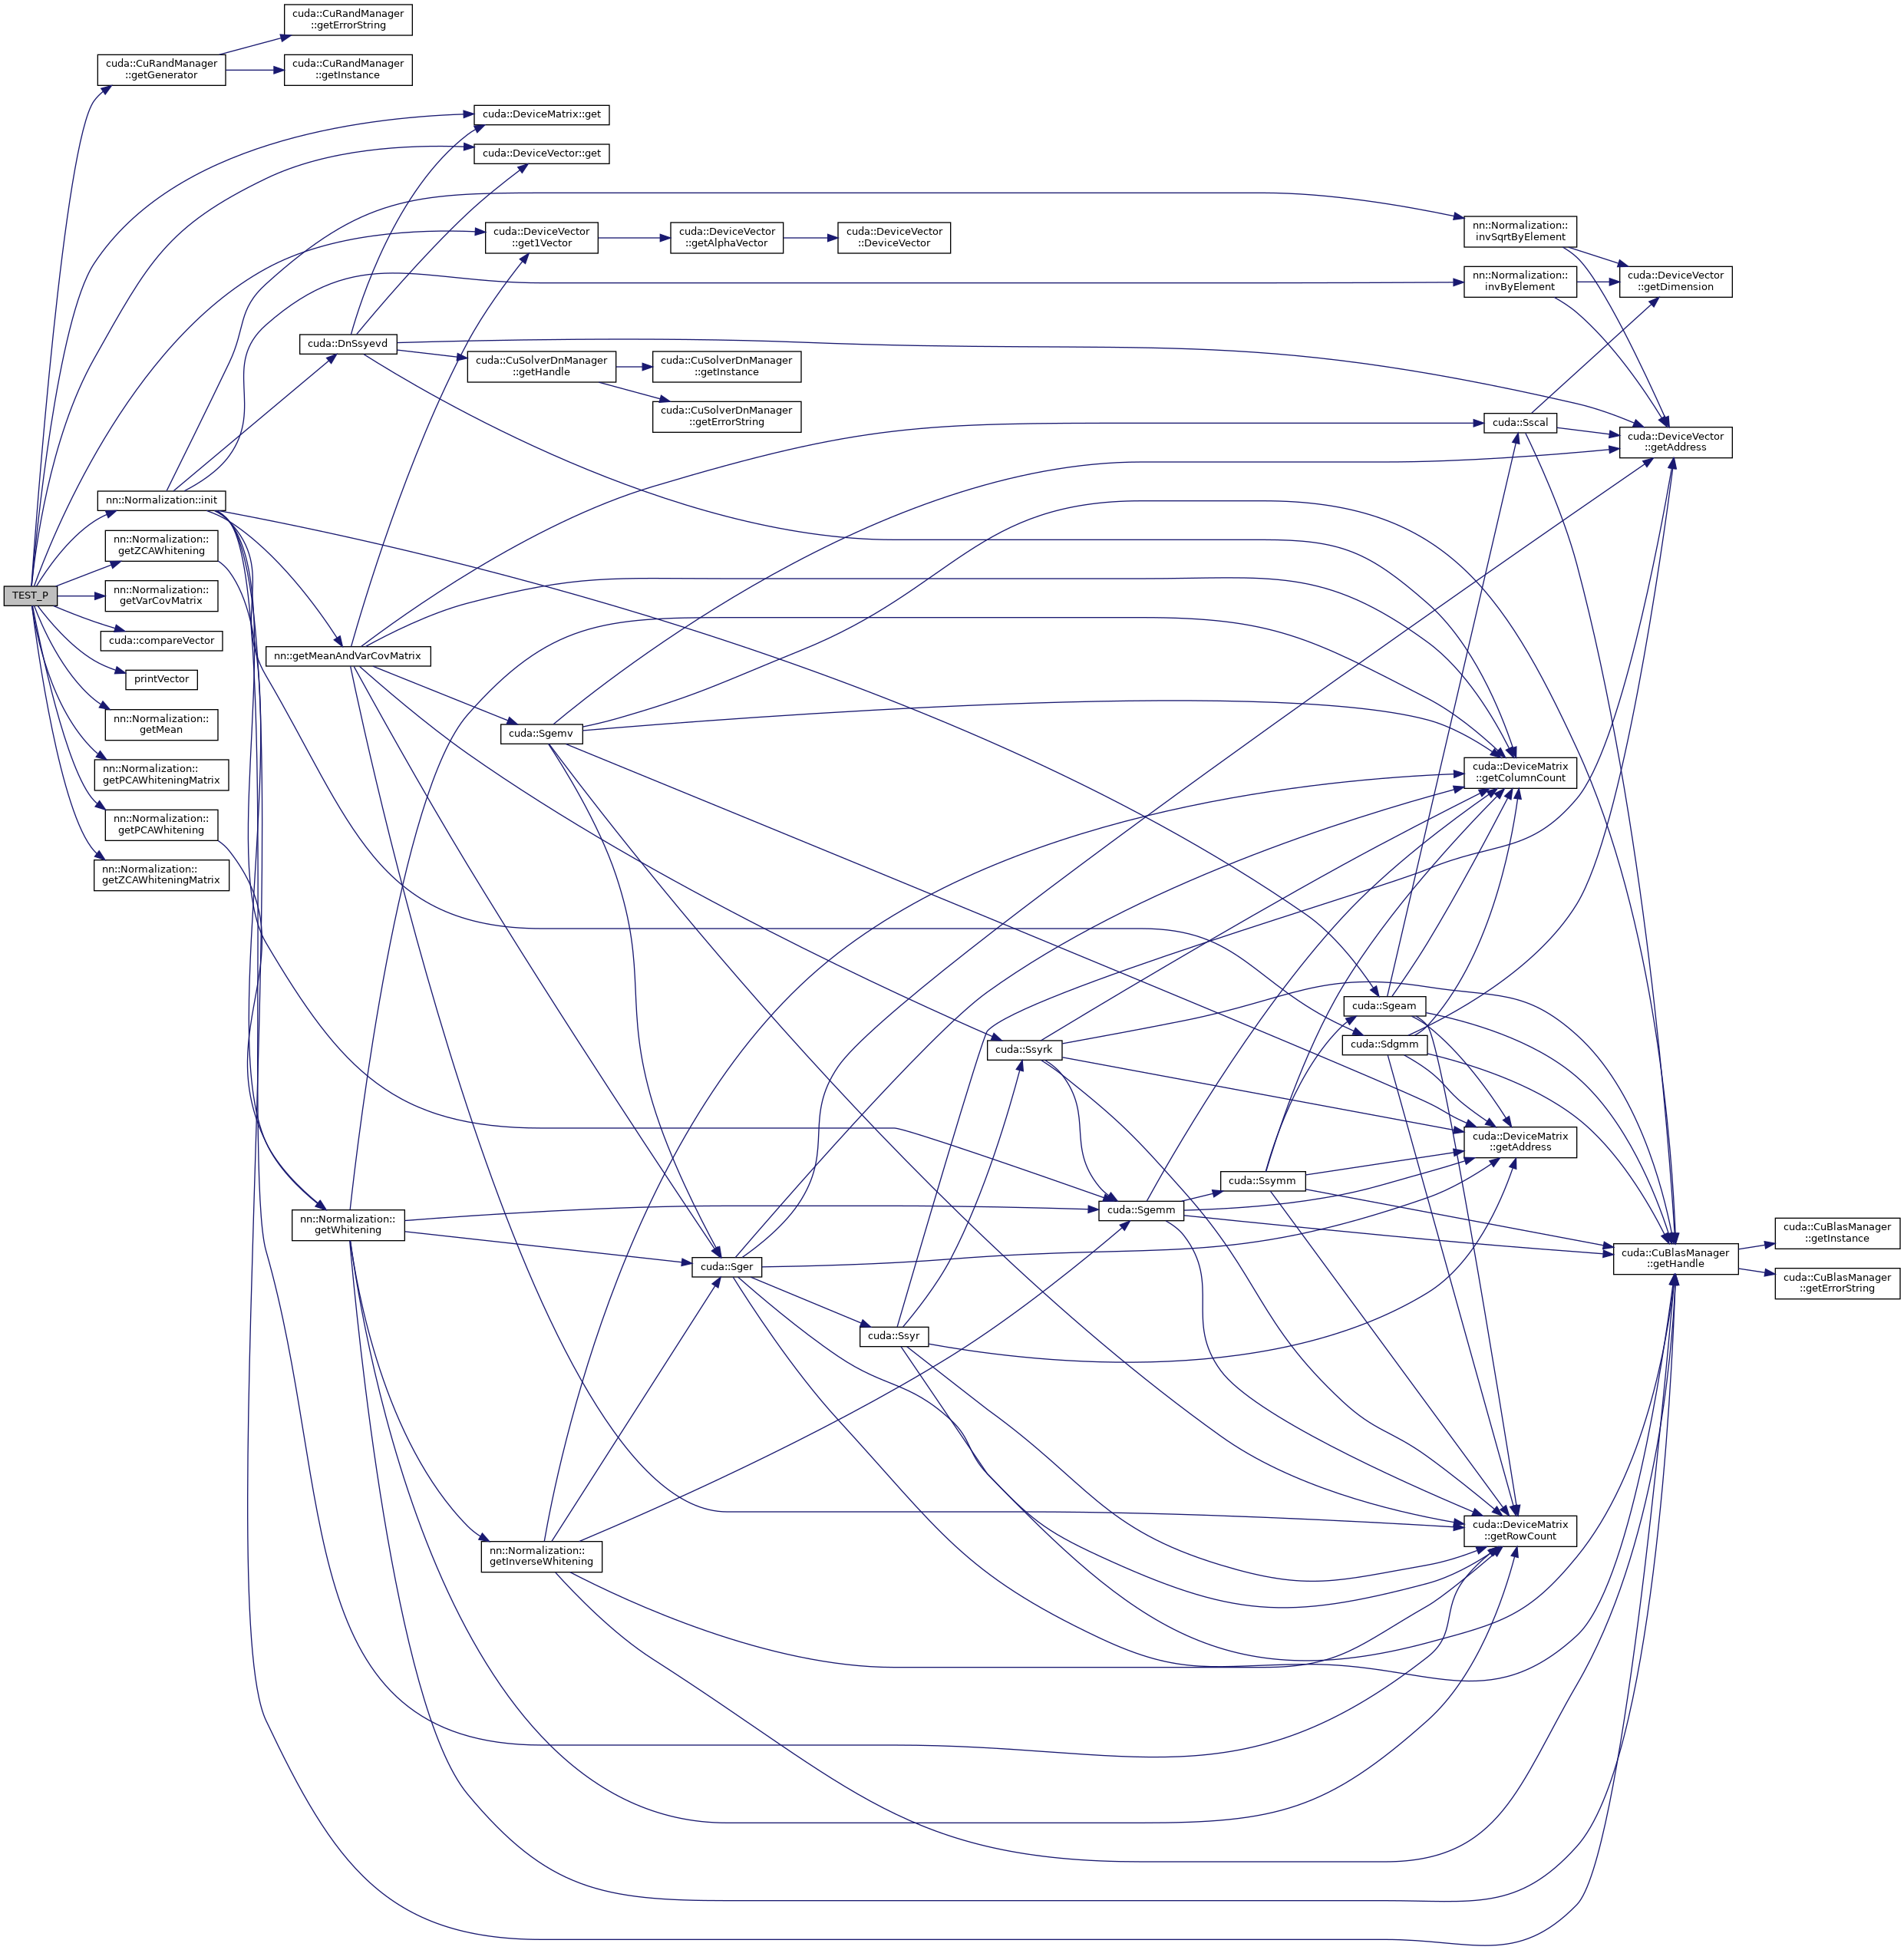 cuda::CuRandManager
::getErrorString
cuda::CuRandManager
::getGenerator
cuda::CuRandManager
::getInstance
cuda::DeviceMatrix::get
cuda::DeviceVector::get
cuda::DeviceVector
::get1Vector
cuda::DeviceVector
::getAlphaVector
cuda::DeviceVector
::DeviceVector
nn::Normalization::
invSqrtByElement
nn::Normalization::
invByElement
cuda::DeviceVector
::getDimension
cuda::DnSsyevd
cuda::CuSolverDnManager
::getHandle
cuda::CuSolverDnManager
::getInstance
cuda::CuSolverDnManager
::getErrorString
cuda::Sscal
cuda::DeviceVector
::getAddress
nn::Normalization::init
nn::Normalization::
getZCAWhitening
TEST_P
nn::Normalization::
getVarCovMatrix
cuda::compareVector
nn::getMeanAndVarCovMatrix
printVector
nn::Normalization::
getMean
cuda::Sgemv
nn::Normalization::
getPCAWhiteningMatrix
cuda::DeviceMatrix
::getColumnCount
nn::Normalization::
getPCAWhitening
nn::Normalization::
getZCAWhiteningMatrix
cuda::Sgeam
cuda::Sdgmm
cuda::Ssyrk
cuda::DeviceMatrix
::getAddress
cuda::Ssymm
cuda::Sgemm
nn::Normalization::
getWhitening
cuda::Sger
cuda::CuBlasManager
::getHandle
cuda::CuBlasManager
::getInstance
cuda::CuBlasManager
::getErrorString
cuda::Ssyr
cuda::DeviceMatrix
::getRowCount
nn::Normalization::
getInverseWhitening